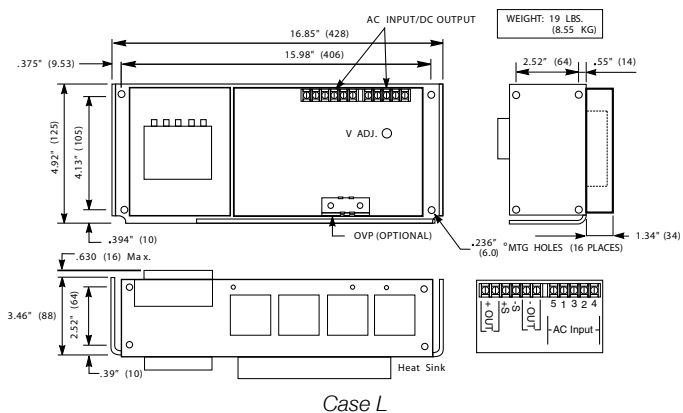 AC INPUT/DC OUTPUT
WEIGHT: 19 LBS.
(8.55 KG)
16.85" (428)
15.98" (406)
.375" (9.53)
2.52" (64)
.55" (14)
4.92" (125)
4.13" (105)
V ADJ.
.394" (10)
OVP (OPTIONAL)
.236"
(6.0)
°MTG HOLES (16 PLACES)
1.34" (34)
.630 (16) Max.
3.46" (88)
2.52" (64)
.39" (10)
Heat Sink
+ OUT
+S
-S
- OUT
5 1 3 2 4
AC Input
Case L